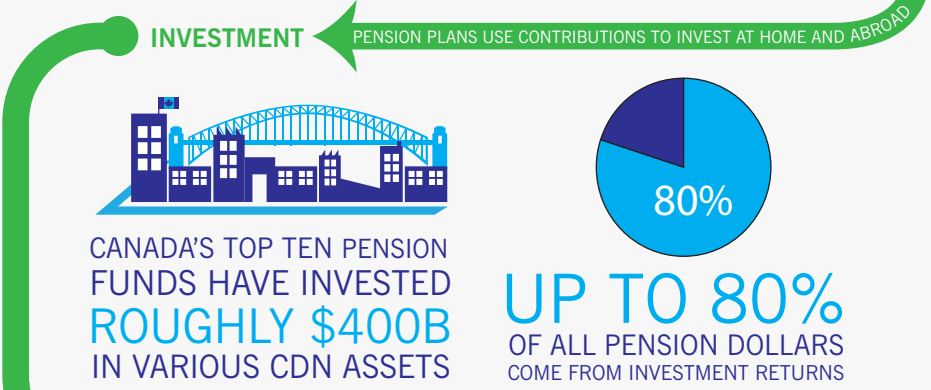 INVESTMENT
PENSION PLANS USE CONTRIBUTIONS TO INVEST AT HOME AND ABROAD
CANADA'S TOP TEN PENSION
FUNDS HAVE INVESTED
ROUGHLY $400B
IN VARIOUS CDN ASSETS
80%
UP TO 80%
OF ALL PENSION DOLLARS
COME FROM INVESTMENT RETURNS